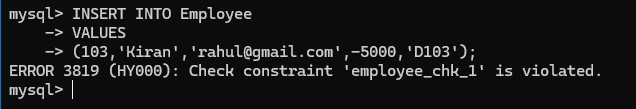 mysql> INSERT INTO Employee
    -> VALUES
    -> (103,'Kiran','rahul@gmail.com',-5000,'D103');
ERROR 3819 (HY000): Check constraint 'employee_chk_1' is violated.
mysql>